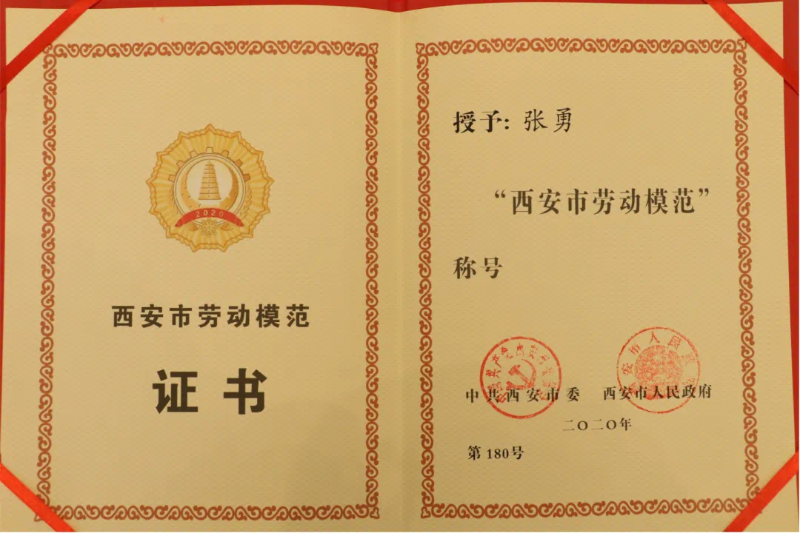 2020
西安市劳动模范
证书
授予：张勇
“西安市劳动模范”
称号
中共西安市委 西安市人民政府
二〇二〇年
第180号